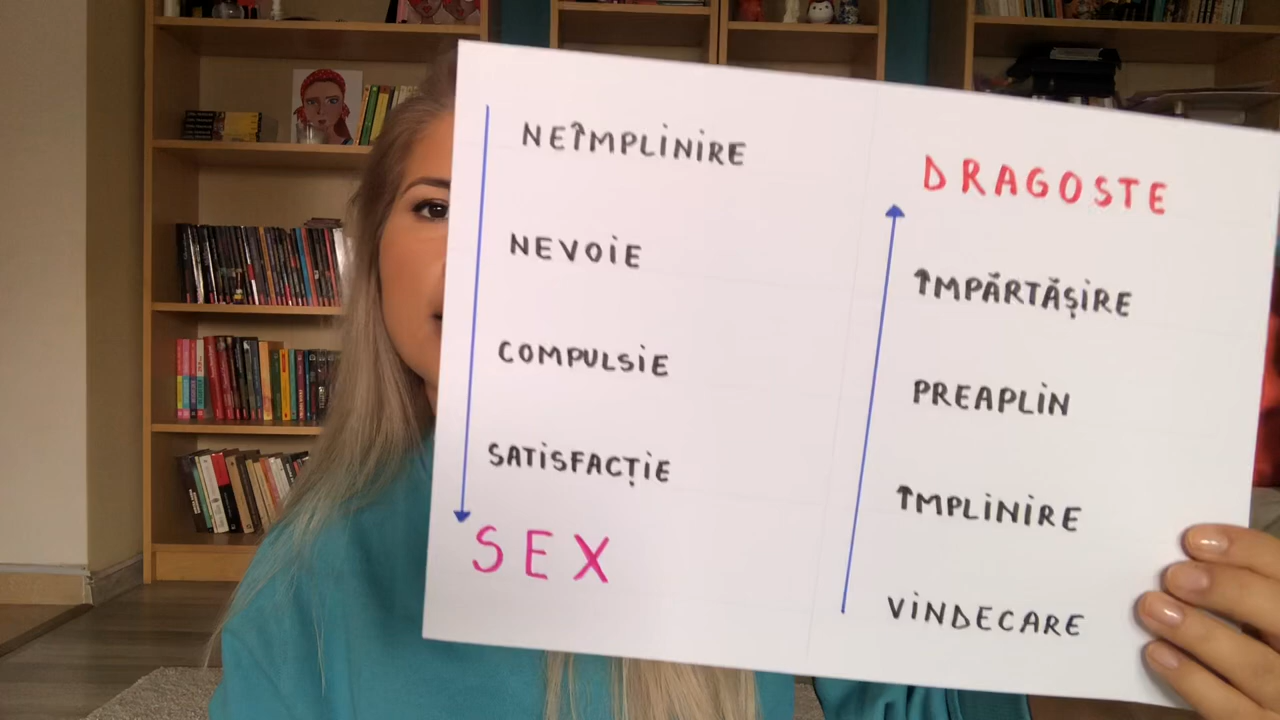 NEÎMPLINIRE
NEVOIE
COMPULSIE
SATISFACȚIE
SEX
DRAGOSTE
ÎMPĂRTĂȘIRE
PREAPLIN
ÎMPLINIRE
VINDECARE